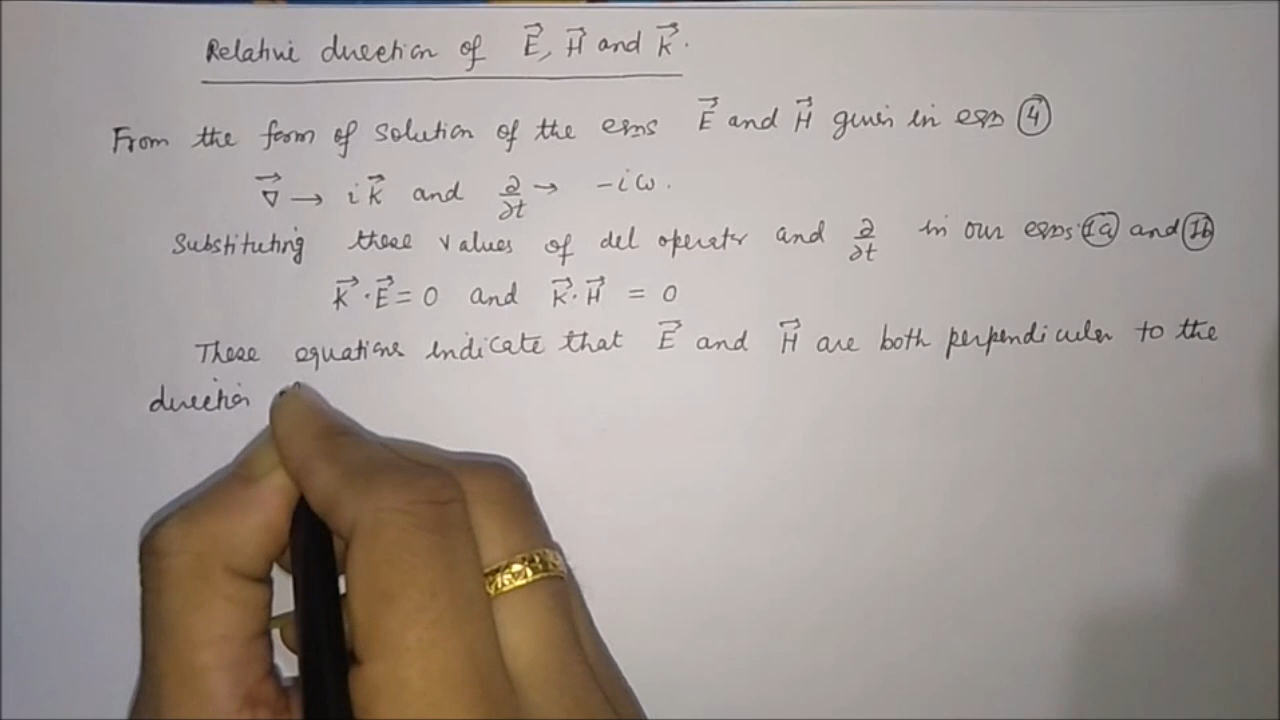 Relative direction of E⃗, H⃗ and K⃗.
From the form of solution of the eqns E⃗ and H⃗ given in eqn ④
∇⃗ → i k⃗ and ∂/∂t → -iω.
Substituting these values of del operator and ∂/∂t in our eqns (1a) and (1b)
K⃗ · E⃗ = 0 and K⃗ · H⃗ = 0
These equations indicate that E⃗ and H⃗ are both perpendicular to the
direction